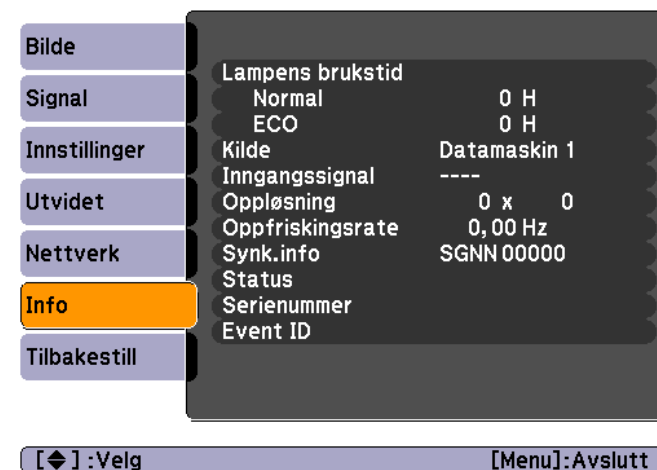 Bilde
Signal
Innstillinger
Utvidet
Nettverk
Info
Tilbakestill
Lampens brukstid
Normal 0 H
ECO 0 H
Kilde Datamaskin 1
Inngangssignal ----
Oppløsning 0 x 0
Oppfriskingsrate 0,00 Hz
Synk.info SGNN 00000
Status
Serienummer
Event ID
[◆] :Velg [Menu]:Avslutt